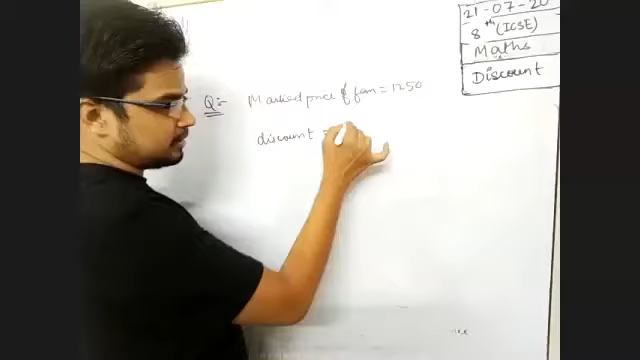 21-07-20
8th (ICSE)
Maths
Discount
Q:- Marked price of fan = 1250
discount =